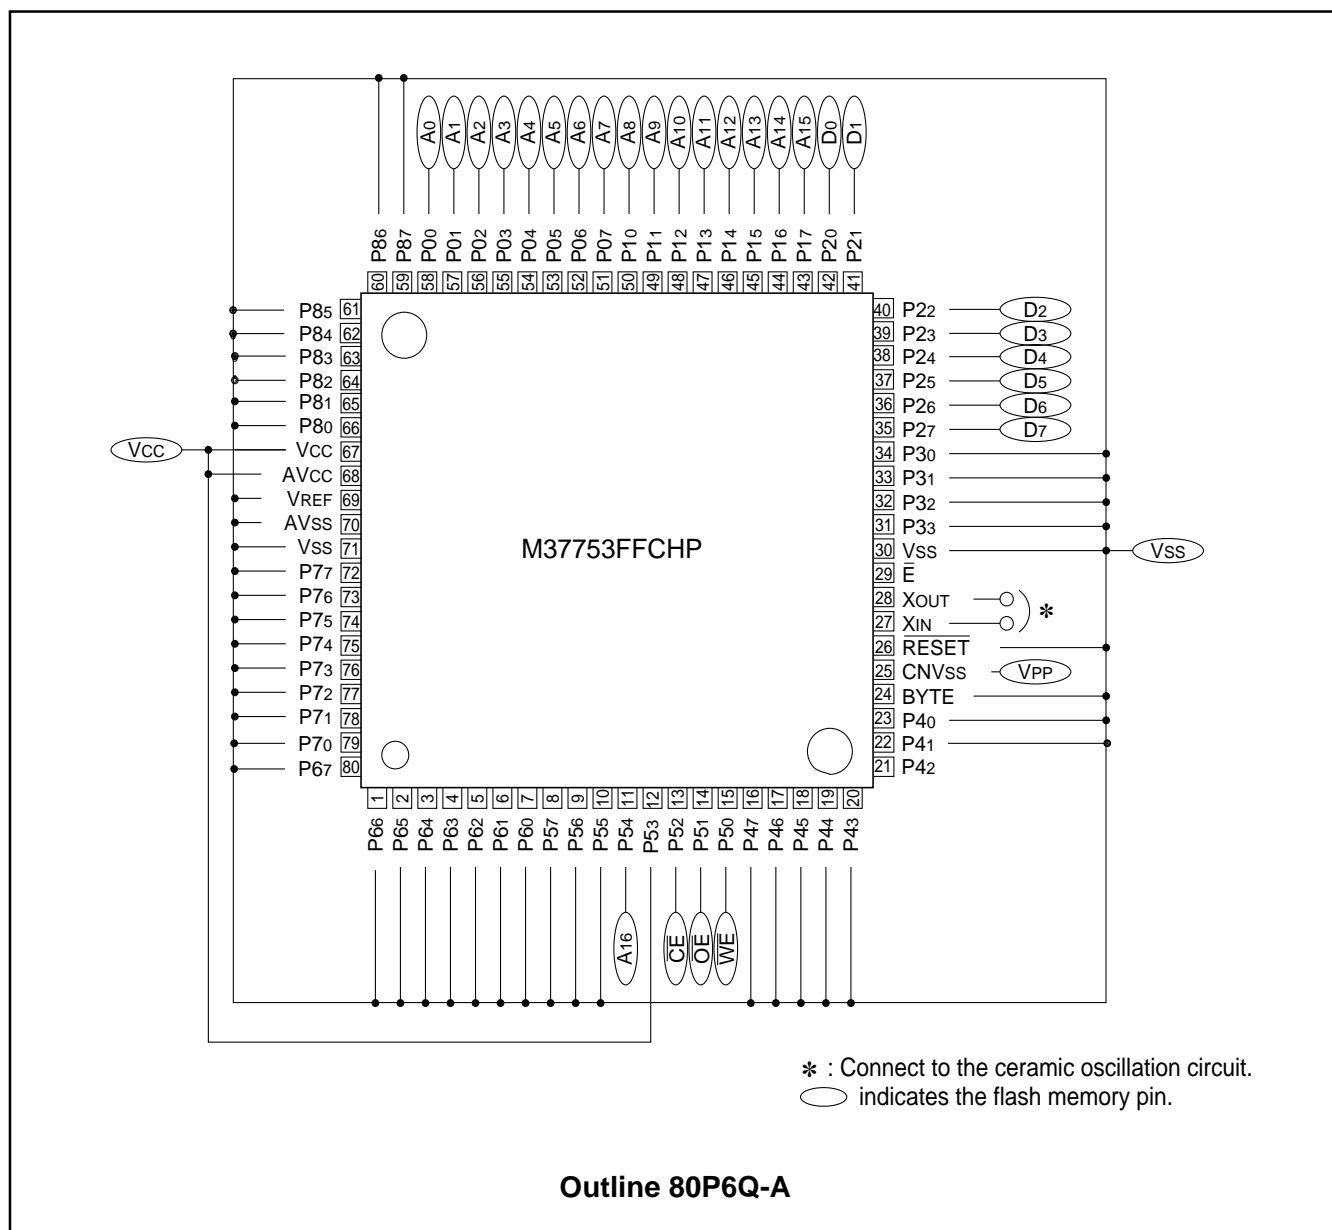 A0 A1 A2 A3 A4 A5 A6 A7 A8 A9 A10 A11 A12 A13 A14 A15 D0 D1
P86 P87 P00 P01 P02 P03 P04 P05 P06 P07 P10 P11 P12 P13 P14 P15 P16 P17 P20 P21
60 59 58 57 56 55 54 53 52 51 50 49 48 47 46 45 44 43 42 41
P85 61
P84 62
P83 63
P82 64
P81 65
P80 66
VCC VCC 67
AVCC 68
VREF 69
AVSS 70
VSS 71
P77 72
P76 73
P75 74
P74 75
P73 76
P72 77
P71 78
P70 79
P67 80
M37753FFCHP
40 P22 D2
39 P23 D3
38 P24 D4
37 P25 D5
36 P26 D6
35 P27 D7
34 P30
33 P31
32 P32
31 P33
30 VSS VSS
29 E̅
28 XOUT
27 XIN *
26 R̅E̅S̅E̅T̅
25 CNVSS VPP
24 BYTE
23 P40
22 P41
21 P42
1 2 3 4 5 6 7 8 9 10 11 12 13 14 15 16 17 18 19 20
P66 P65 P64 P63 P62 P61 P60 P57 P56 P55 P54 P53 P52 P51 P50 P47 P46 P45 P44 P43
A16 C̅E̅ O̅E̅ W̅E̅
* : Connect to the ceramic oscillation circuit.
indicates the flash memory pin.
Outline 80P6Q-A